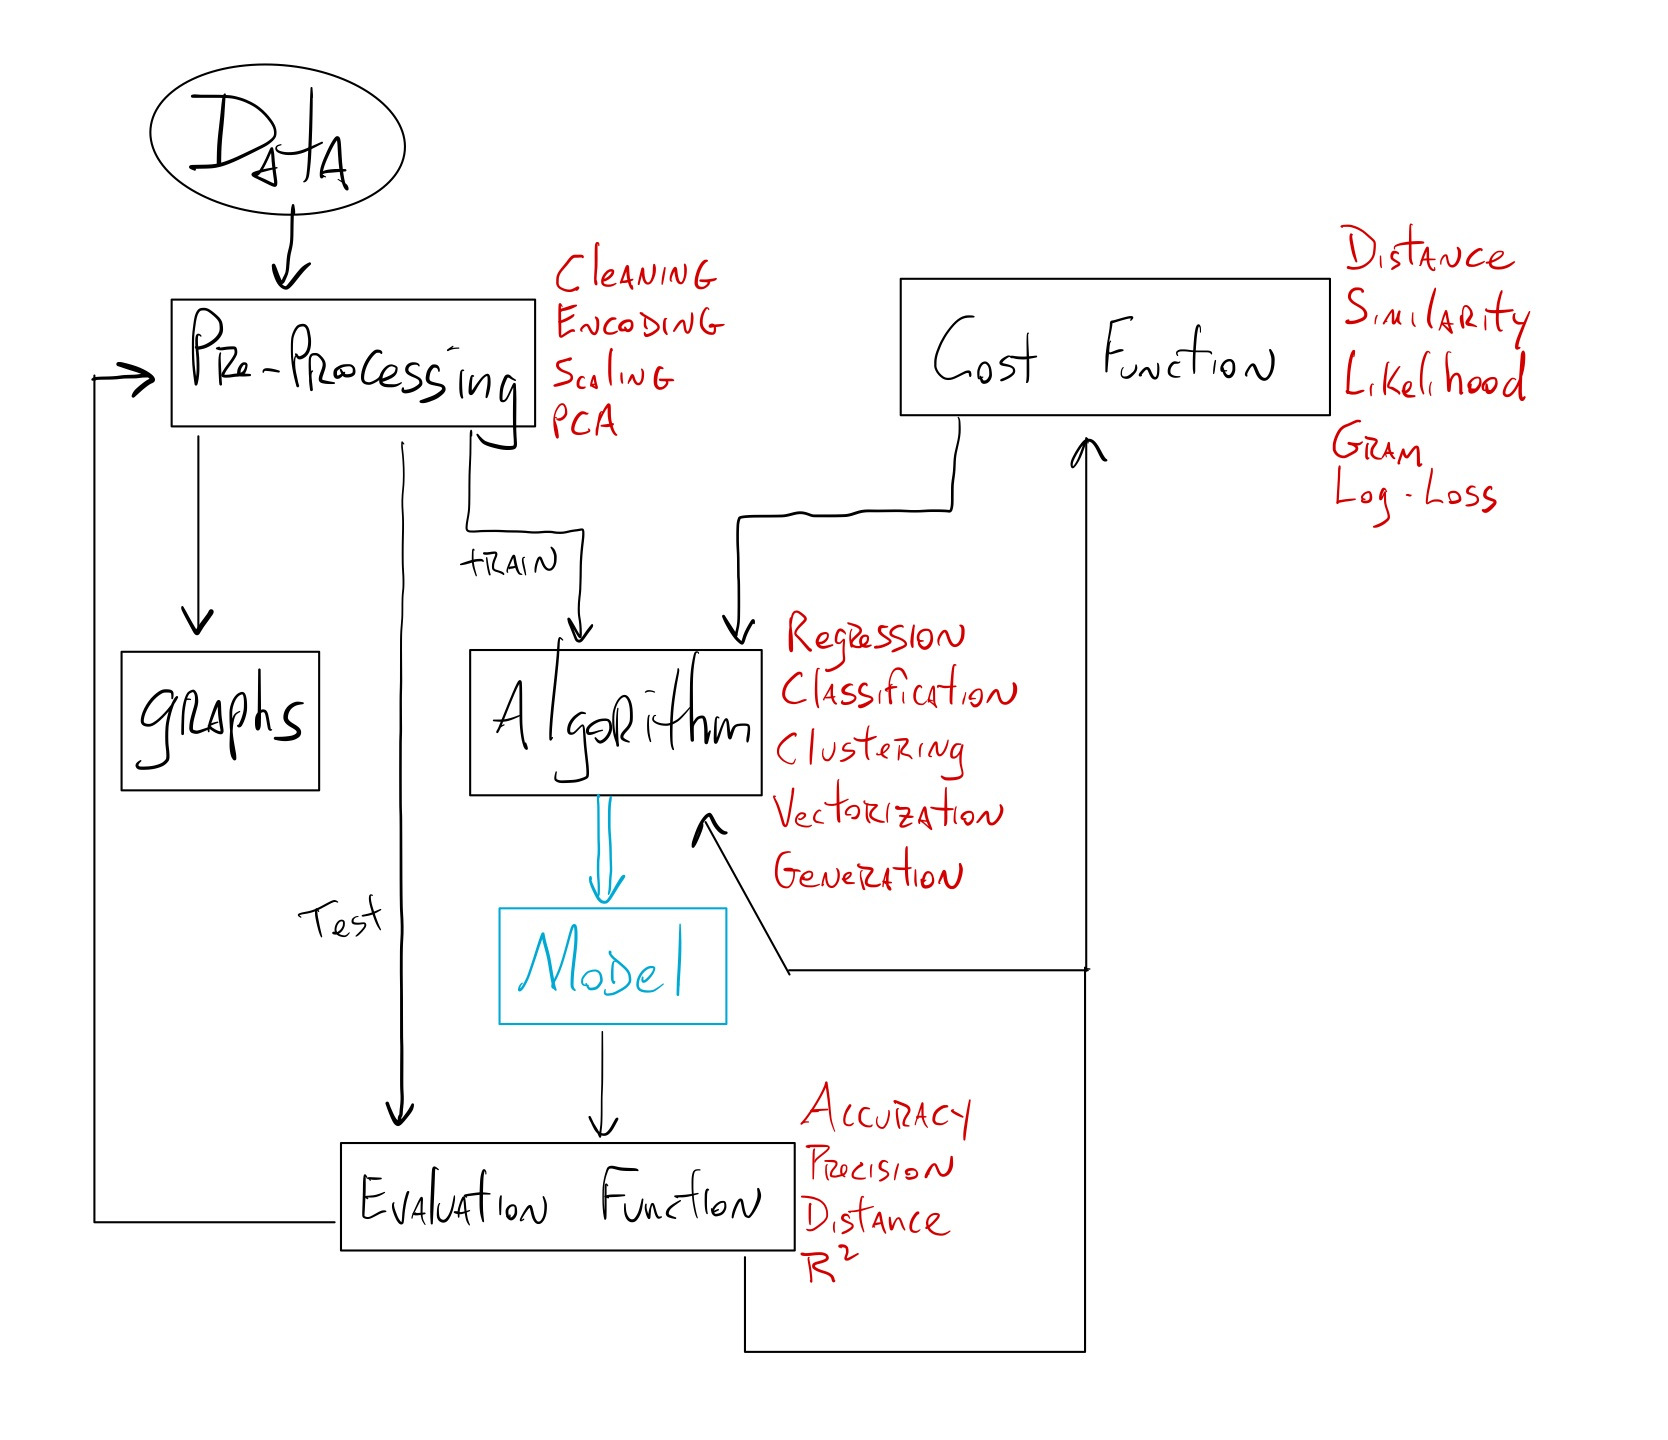 Data
Pre-Processing
Cleaning
Encoding
Scaling
PCA
Cost Function
Distance
Similarity
Likelihood
Gram
Log-Loss
train
graphs
Algorithm
Regression
Classification
Clustering
Vectorization
Generation
Test
Model
Evaluation Function
Accuracy
Precision
Distance
R²